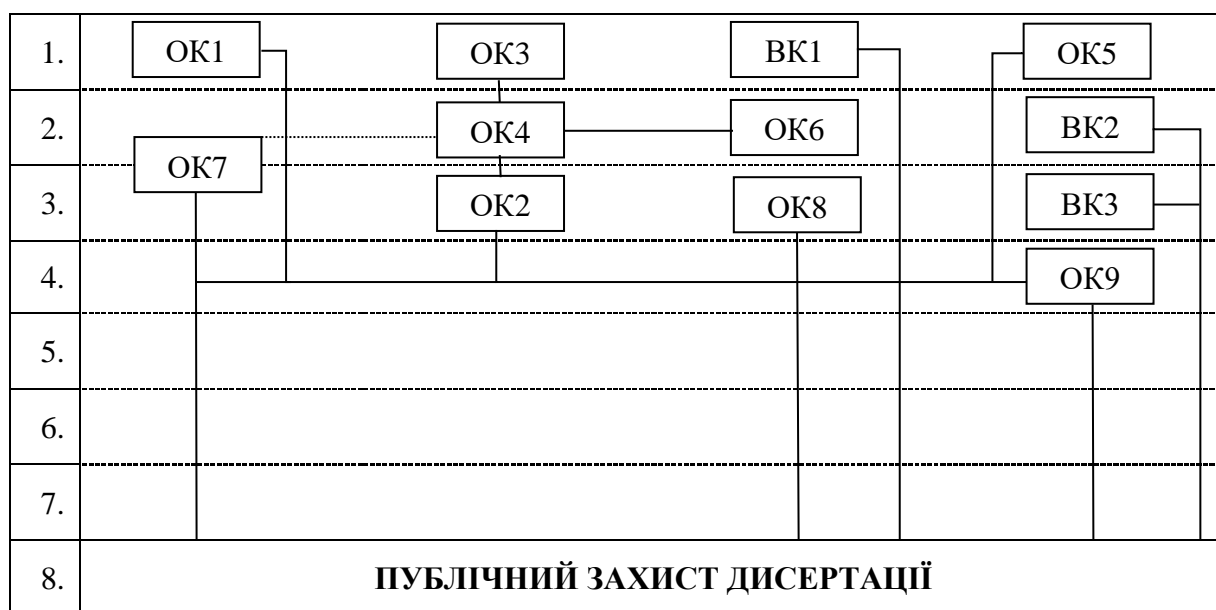 1. ОК1 ОК3 ВК1 ОК5
2. ОК4 ОК6 ВК2
ОК7
3. ОК2 ОК8 ВК3
4. ОК9
5.
6.
7.
8. ПУБЛІЧНИЙ ЗАХИСТ ДИСЕРТАЦІЇ